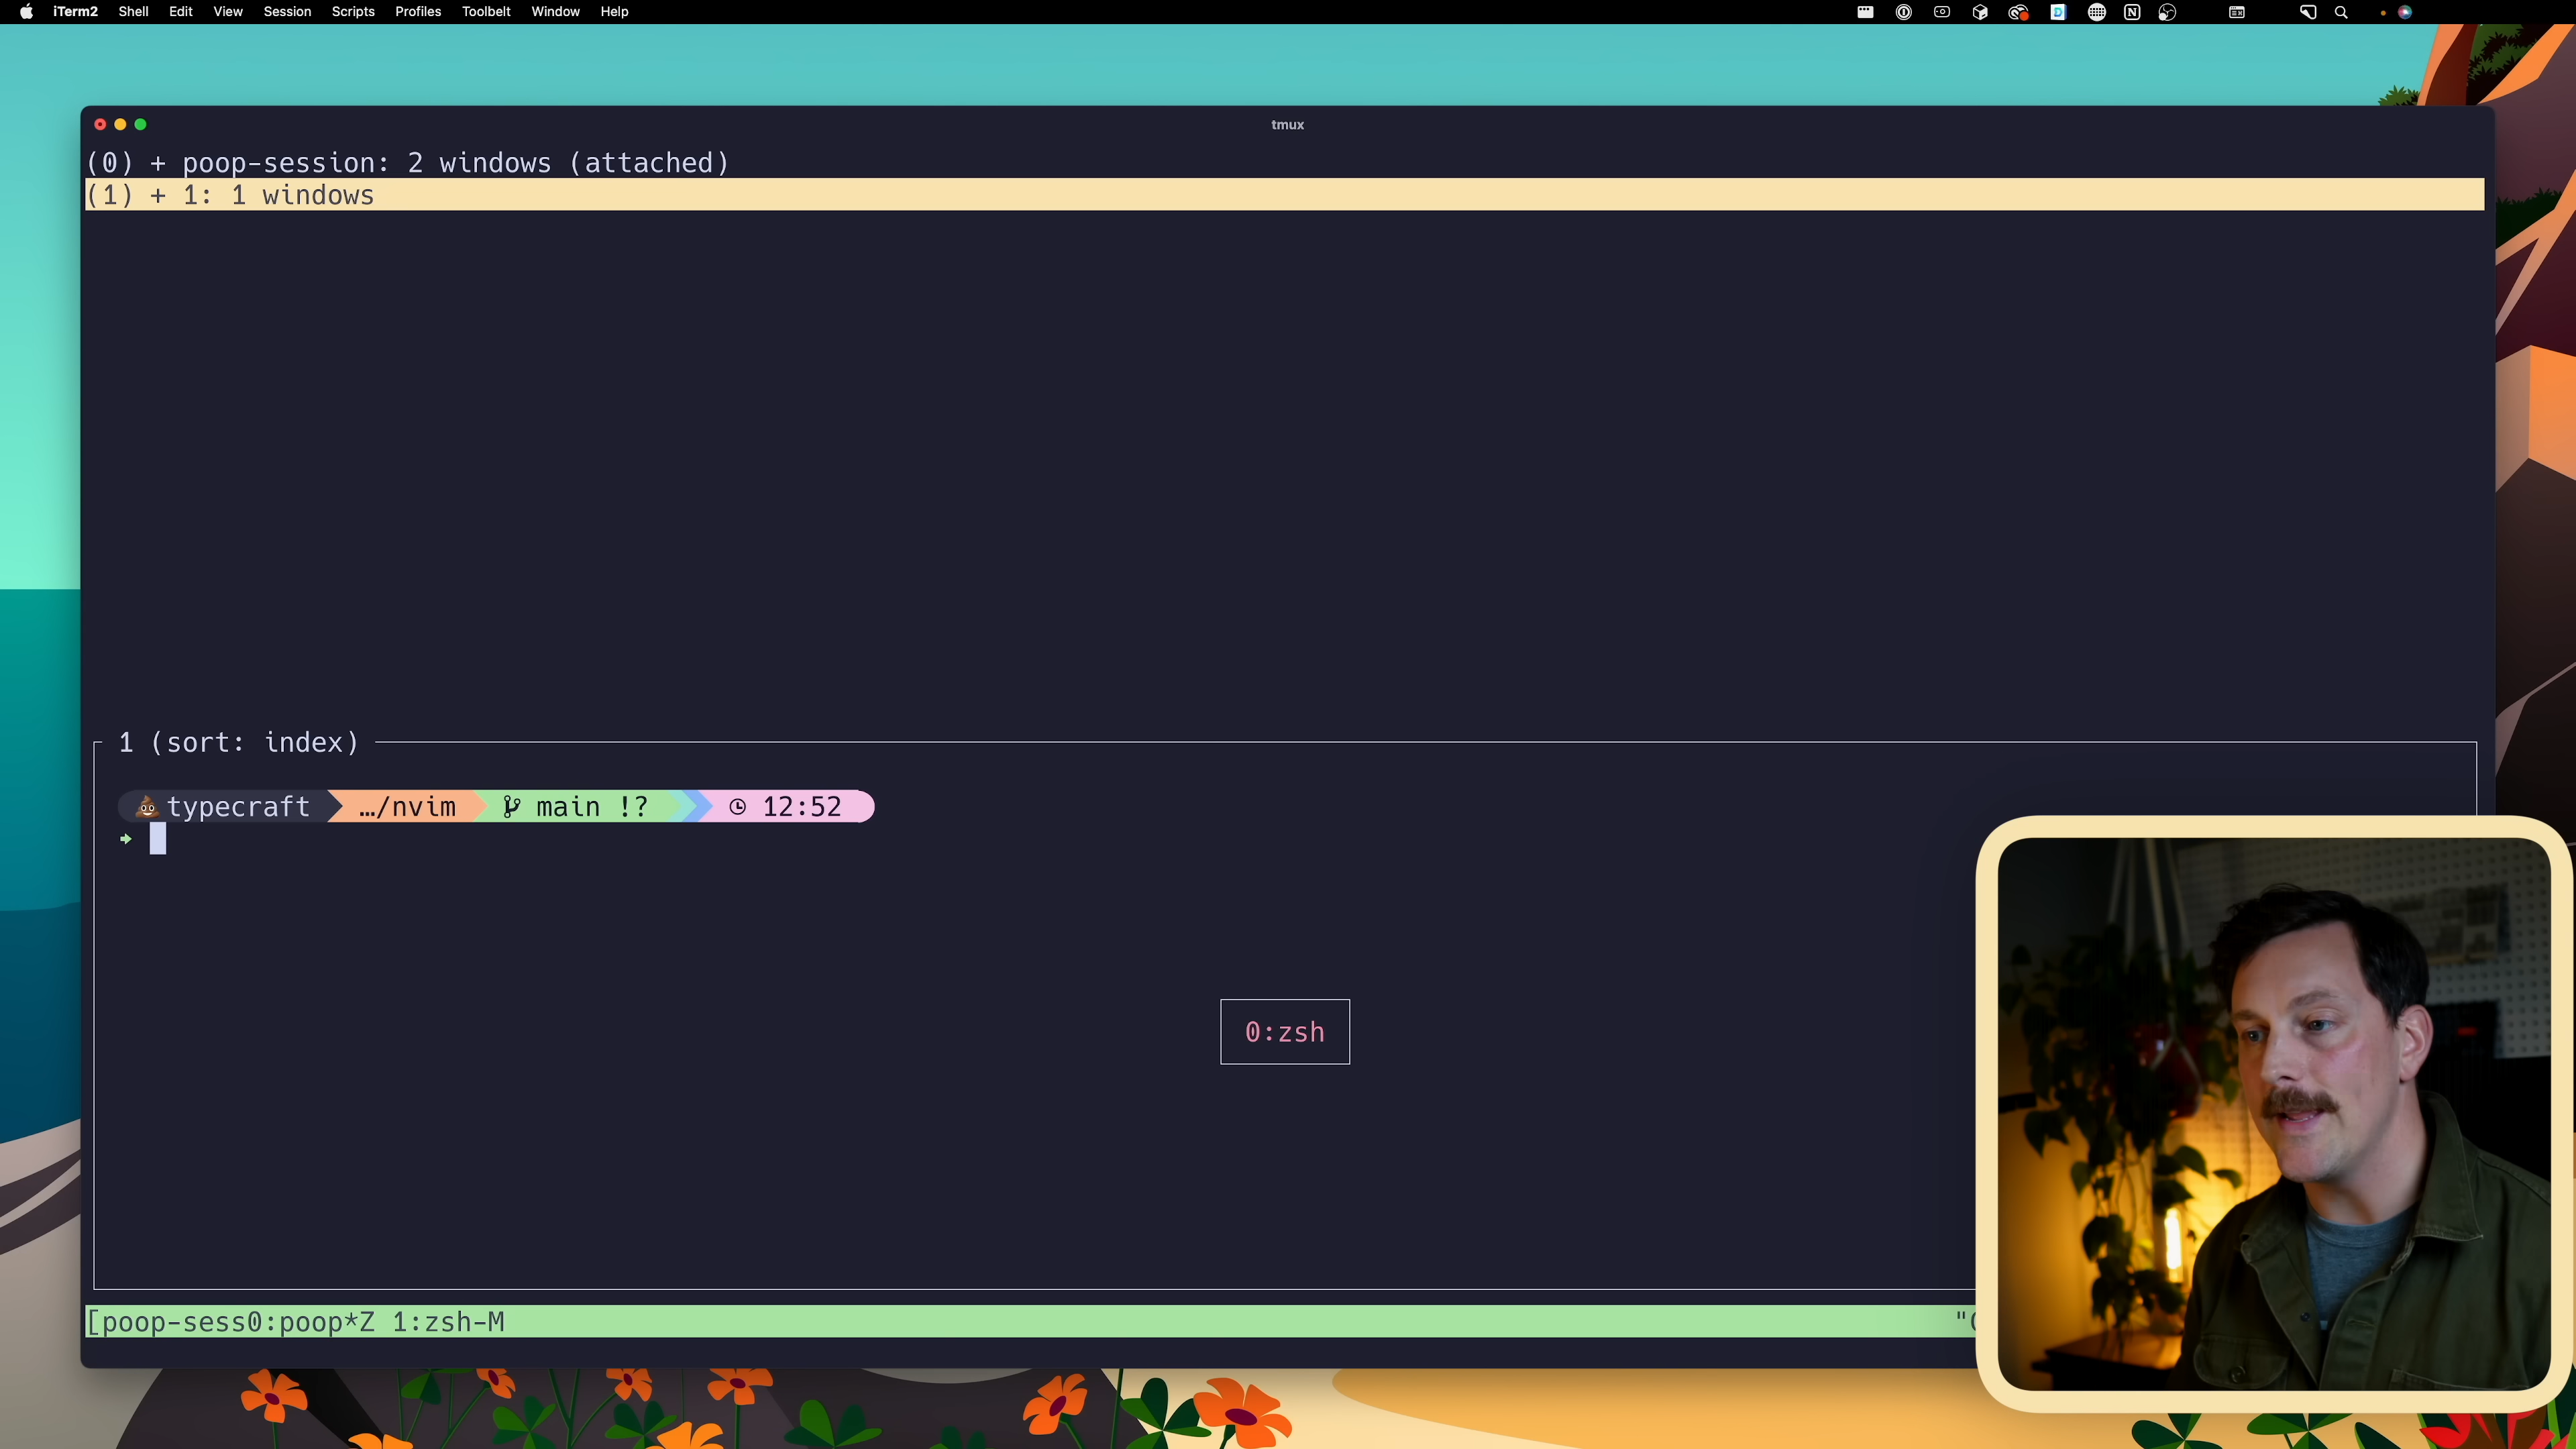 iTerm2 Shell Edit View Session Scripts Profiles Toolbelt Window Help
tmux
(0) + poop-session: 2 windows (attached)
(1) + 1: 1 windows
1 (sort: index)
💩typecraft …/nvim main !? 12:52
0:zsh
[poop-sess0:poop*Z 1:zsh-M